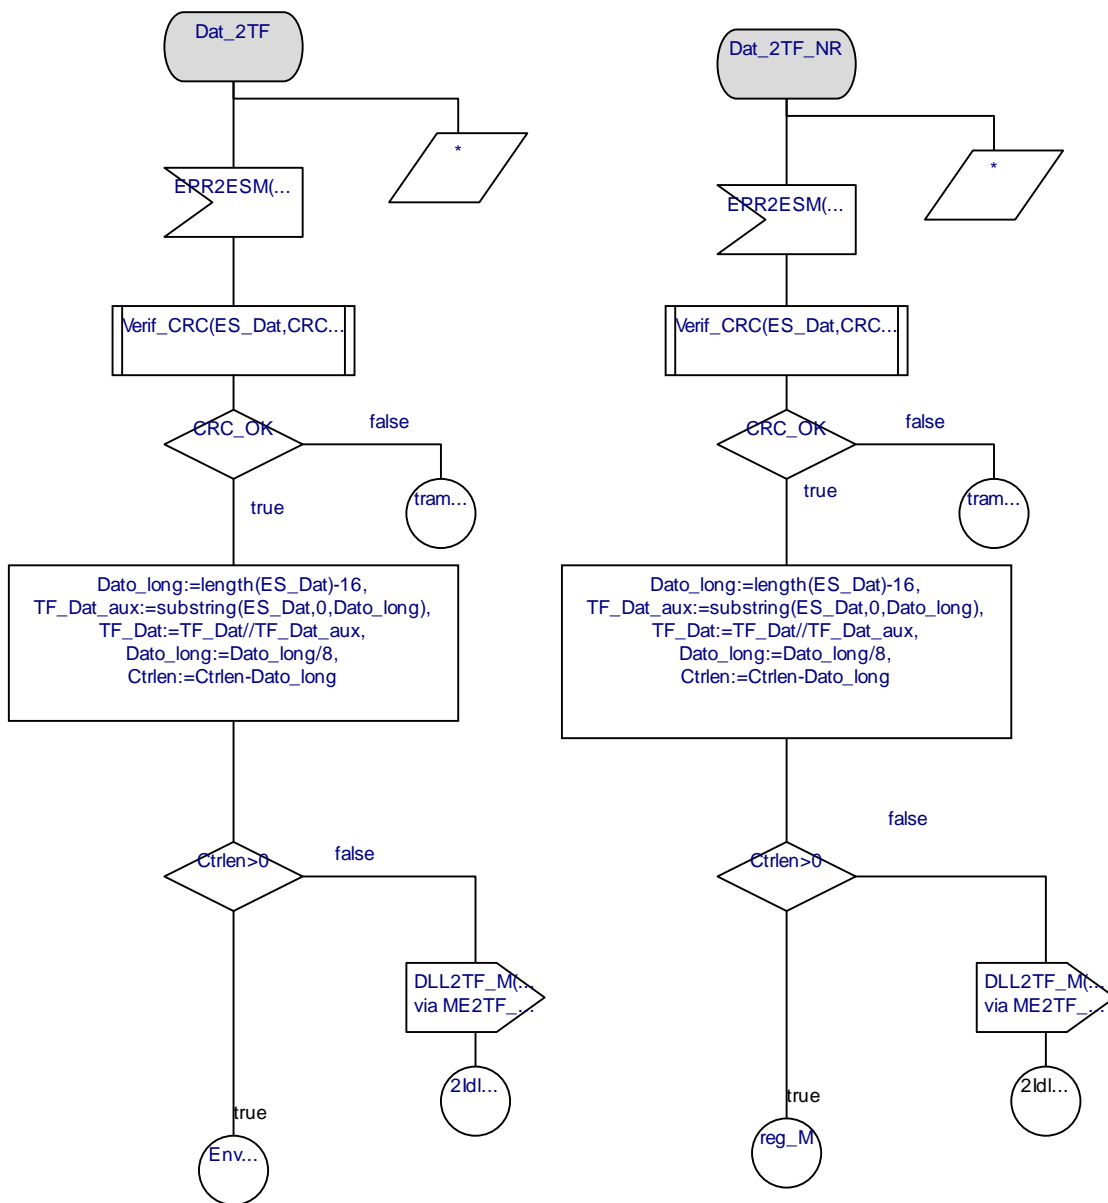 Dat_2TF
*
EPR2ESM(...
Verif_CRC(ES_Dat,CRC...
CRC_OK
false
true
tram...
Dato_long:=length(ES_Dat)-16,
TF_Dat_aux:=substring(ES_Dat,0,Dato_long),
TF_Dat:=TF_Dat//TF_Dat_aux,
Dato_long:=Dato_long/8,
Ctrlen:=Ctrlen-Dato_long
Ctrlen>0
false
DLL2TF_M(...
via ME2TF_...
2Idl...
true
Env...
Dat_2TF_NR
*
EPR2ESM(...
Verif_CRC(ES_Dat,CRC...
CRC_OK
false
true
tram...
Dato_long:=length(ES_Dat)-16,
TF_Dat_aux:=substring(ES_Dat,0,Dato_long),
TF_Dat:=TF_Dat//TF_Dat_aux,
Dato_long:=Dato_long/8,
Ctrlen:=Ctrlen-Dato_long
false
Ctrlen>0
DLL2TF_M(...
via ME2TF_...
2Idl...
true
reg_M